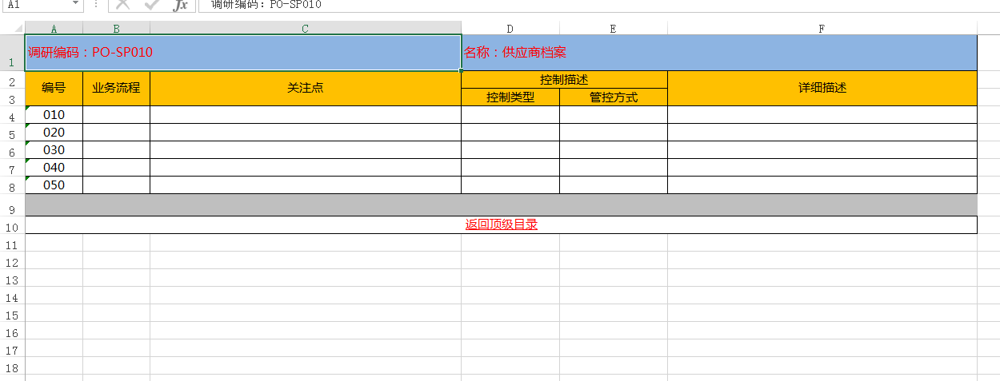 A1 fx 调研编码：PO-SP010
A B C D E F
1 调研编码：PO-SP010 名称：供应商档案
2 编号 业务流程 关注点 控制描述 详细描述
3 控制类型 管控方式
4 010
5 020
6 030
7 040
8 050
9
10 返回顶级目录
11
12
13
14
15
16
17
18